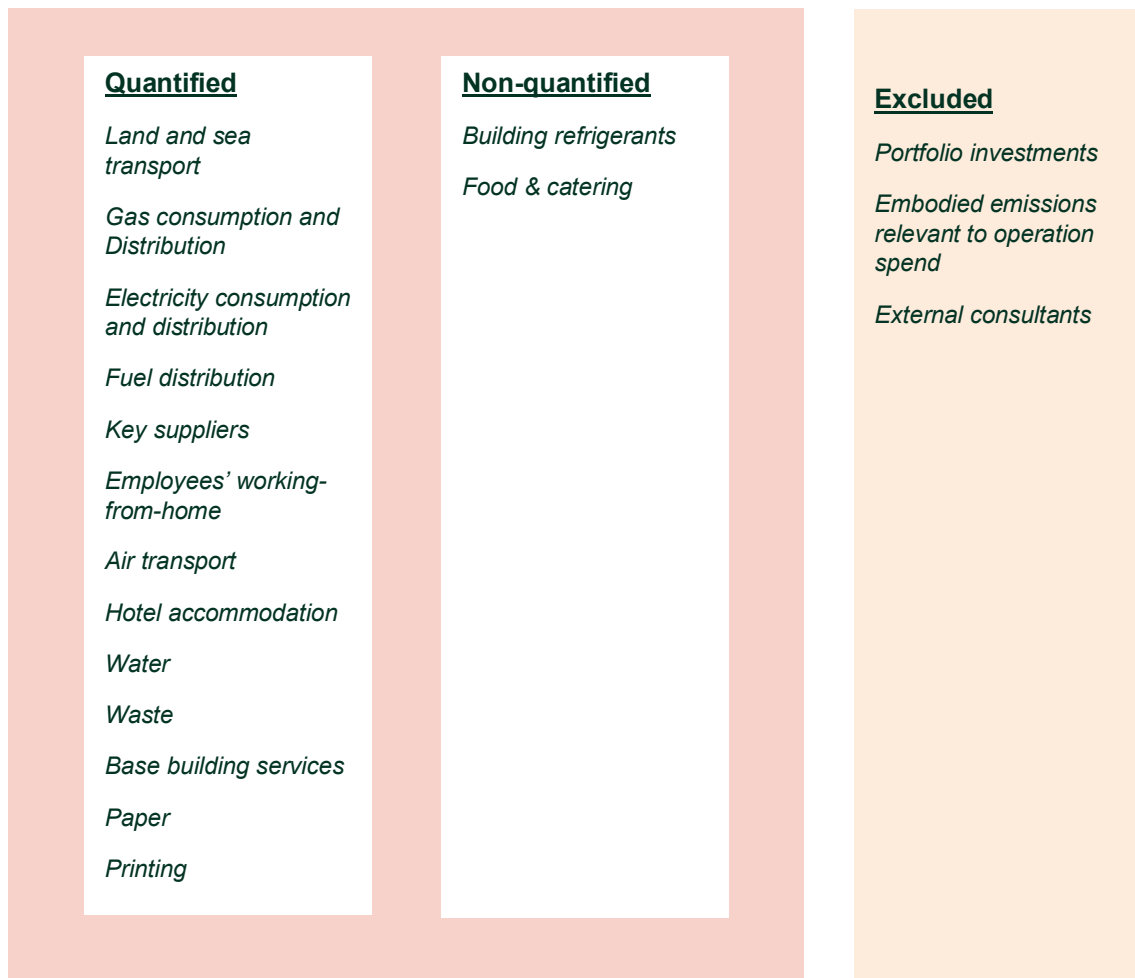 Quantified
Land and sea
transport
Gas consumption and
Distribution
Electricity consumption
and distribution
Fuel distribution
Key suppliers
Employees’ working-
from-home
Air transport
Hotel accommodation
Water
Waste
Base building services
Paper
Printing
Non-quantified
Building refrigerants
Food & catering
Excluded
Portfolio investments
Embodied emissions
relevant to operation
spend
External consultants